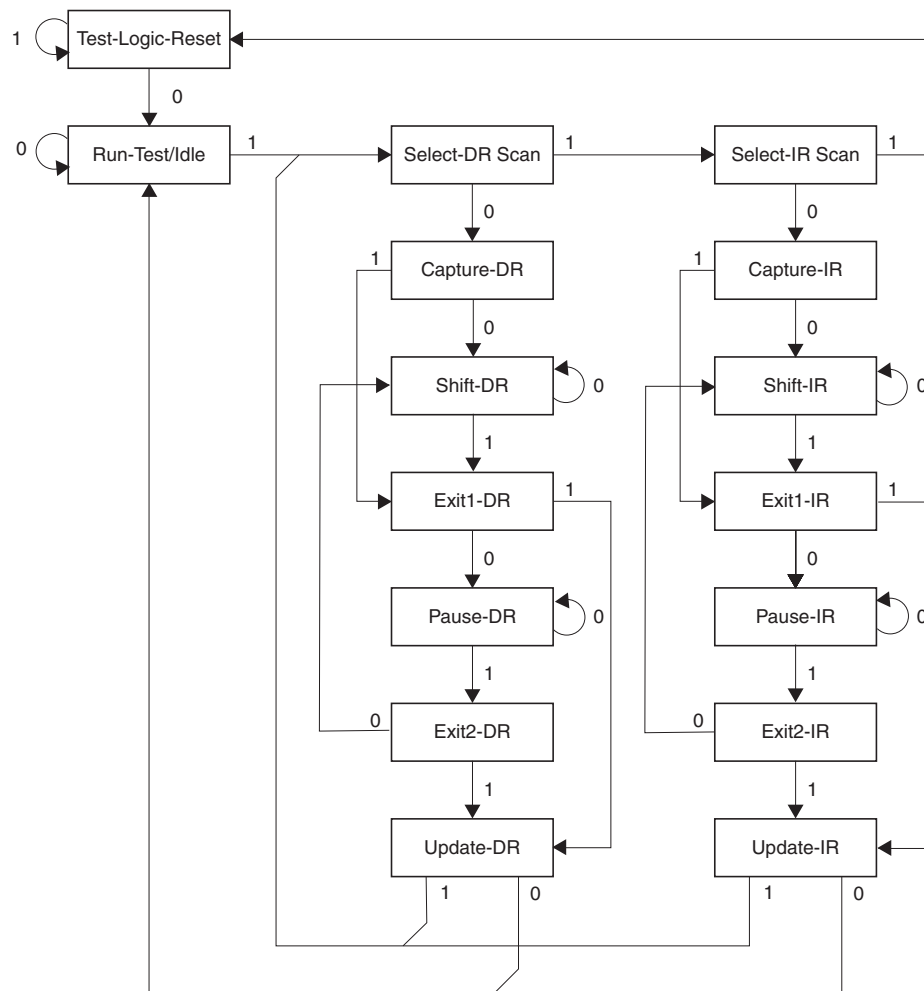 1 Test-Logic-Reset
0
0 Run-Test/Idle 1 Select-DR Scan 1 Select-IR Scan 1
0 0
1 Capture-DR 1 Capture-IR
0 0
Shift-DR 0 Shift-IR 0
1 1
Exit1-DR 1 Exit1-IR 1
0 0
Pause-DR 0 Pause-IR 0
1 1
0 Exit2-DR 0 Exit2-IR
1 1
Update-DR Update-IR
1 0 1 0